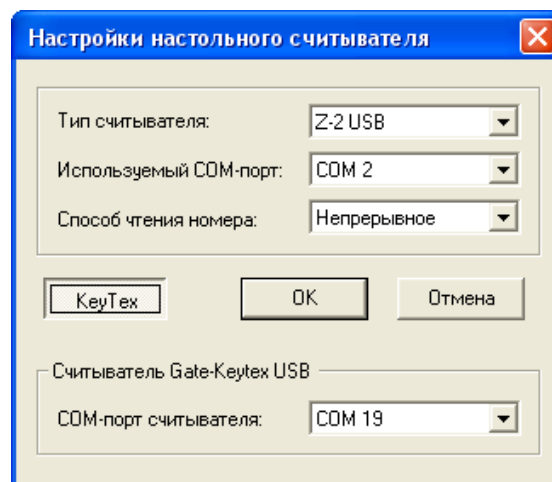 Настройки настольного считывателя
Тип считывателя: Z-2 USB
Используемый COM-порт: COM 2
Способ чтения номера: Непрерывное
KeyTex OK Отмена
Считыватель Gate-Keytex USB
COM-порт считывателя: COM 19